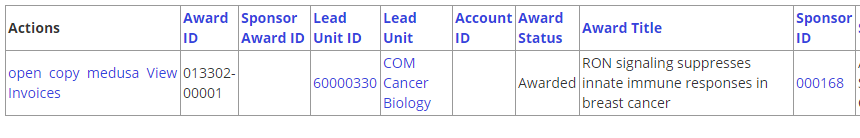 Actions Award ID Sponsor Award ID Lead Unit ID Lead Unit Account ID Award Status Award Title Sponsor ID
open copy medusa View Invoices 013302-00001 60000330 COM Cancer Biology Awarded RON signaling suppresses innate immune responses in breast cancer 000168